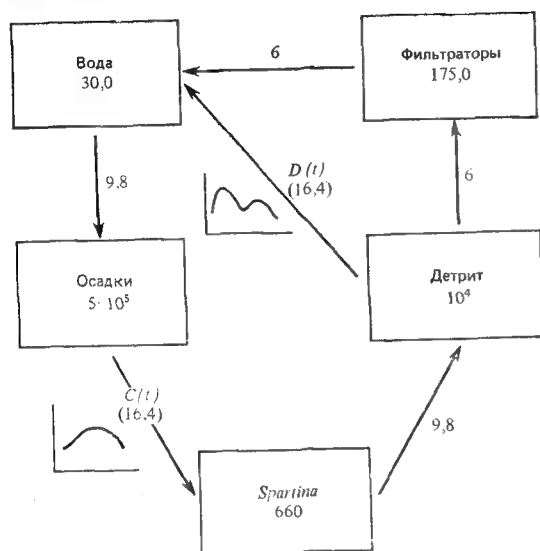 Вода
30,0
6
Фильтраторы
175,0
9,8
D(t)
(16,4)
6
Осадки
5· 10⁵
Детрит
10⁴
C(t)
(16,4)
9,8
Spartina
660